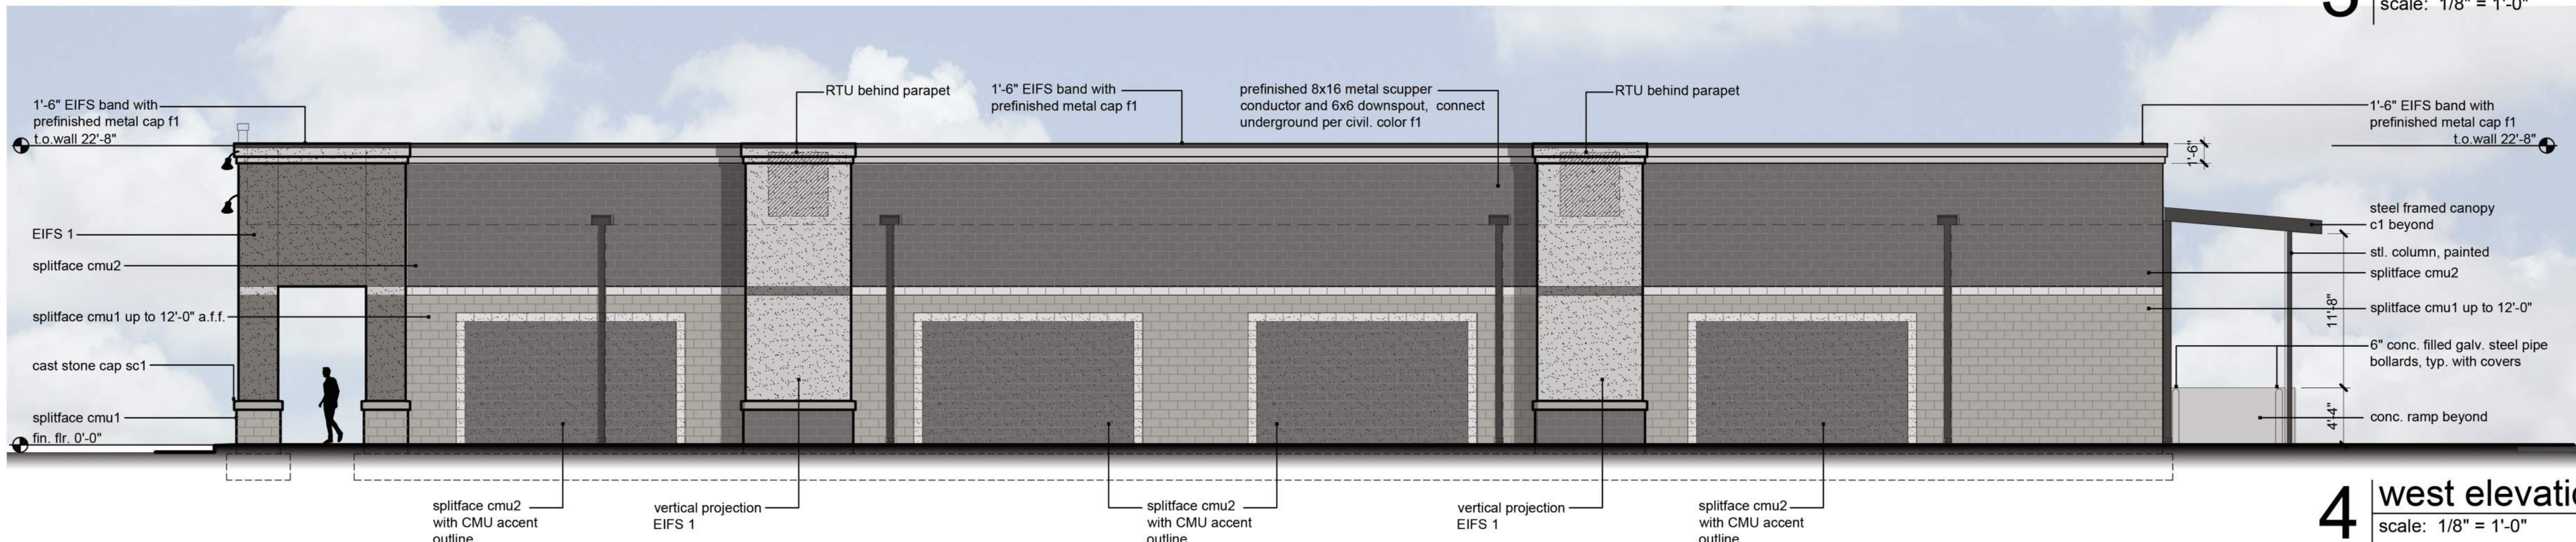 scale: 1/8" = 1'-0"
1'-6" EIFS band with
prefinished metal cap f1
t.o.wall 22'-8"
RTU behind parapet
1'-6" EIFS band with
prefinished metal cap f1
prefinished 8x16 metal scupper
conductor and 6x6 downspout, connect
underground per civil. color f1
RTU behind parapet
1'-6" EIFS band with
prefinished metal cap f1
t.o.wall 22'-8"
1'-6"
EIFS 1
splitface cmu2
splitface cmu1 up to 12'-0" a.f.f.
cast stone cap sc1
splitface cmu1
fin. flr. 0'-0"
steel framed canopy
c1 beyond
stl. column, painted
splitface cmu2
splitface cmu1 up to 12'-0"
11'-8"
6" conc. filled galv. steel pipe
bollards, typ. with covers
conc. ramp beyond
4'-4"
splitface cmu2
with CMU accent
outline
vertical projection
EIFS 1
splitface cmu2
with CMU accent
outline
vertical projection
EIFS 1
splitface cmu2
with CMU accent
outline
4
west elevati
scale: 1/8" = 1'-0"